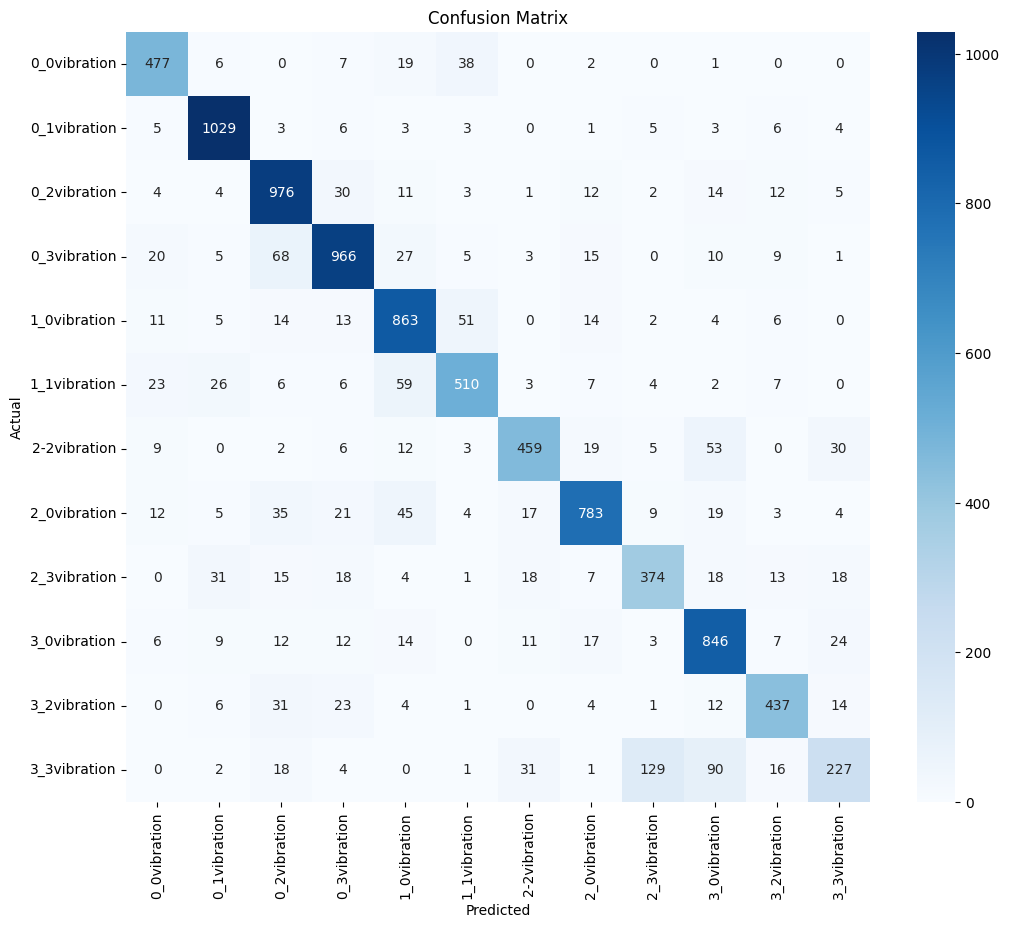 Confusion Matrix
0_0vibration 477 6 0 7 19 38 0 2 0 1 0 0
0_1vibration 5 1029 3 6 3 3 0 1 5 3 6 4
0_2vibration 4 4 976 30 11 3 1 12 2 14 12 5
0_3vibration 20 5 68 966 27 5 3 15 0 10 9 1
1_0vibration 11 5 14 13 863 51 0 14 2 4 6 0
1_1vibration 23 26 6 6 59 510 3 7 4 2 7 0
2-2vibration 9 0 2 6 12 3 459 19 5 53 0 30
2_0vibration 12 5 35 21 45 4 17 783 9 19 3 4
2_3vibration 0 31 15 18 4 1 18 7 374 18 13 18
3_0vibration 6 9 12 12 14 0 11 17 3 846 7 24
3_2vibration 0 6 31 23 4 1 0 4 1 12 437 14
3_3vibration 0 2 18 4 0 1 31 1 129 90 16 227
Actual
0_0vibration 0_1vibration 0_2vibration 0_3vibration 1_0vibration 1_1vibration 2-2vibration 2_0vibration 2_3vibration 3_0vibration 3_2vibration 3_3vibration
Predicted
1000
800
600
400
200
0